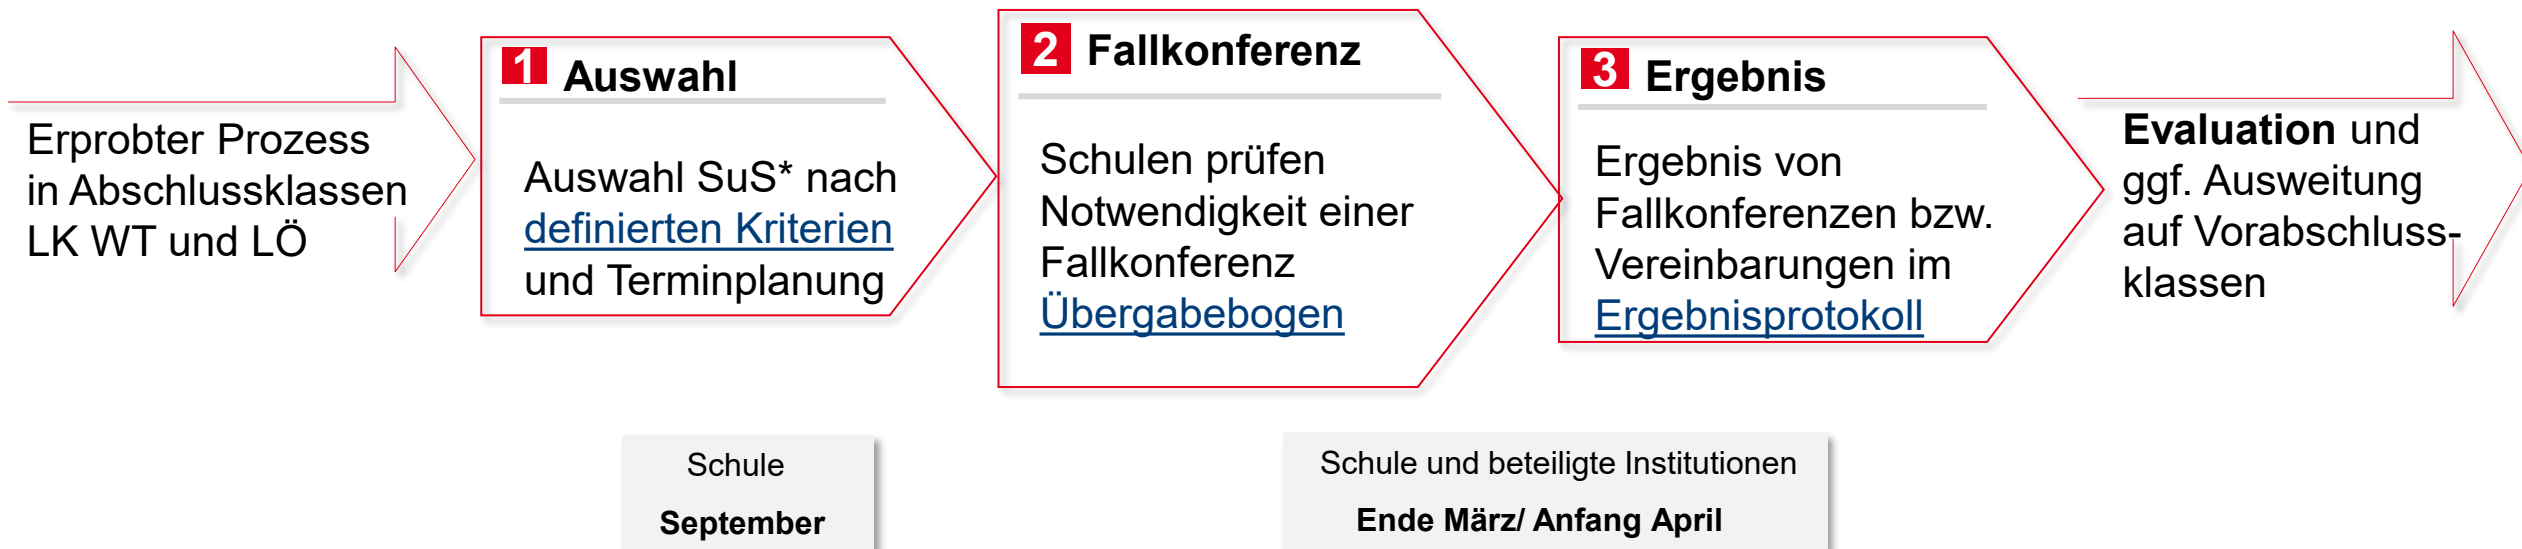 Erprobter Prozess
in Abschlussklassen
LK WT und LÖ
1 Auswahl
Auswahl SuS* nach
definierten Kriterien
und Terminplanung
2 Fallkonferenz
Schulen prüfen
Notwendigkeit einer
Fallkonferenz
Übergabebogen
3 Ergebnis
Ergebnis von
Fallkonferenzen bzw.
Vereinbarungen im
Ergebnisprotokoll
Evaluation und
ggf. Ausweitung
auf Vorabschluss-
klassen
Schule
September
Schule und beteiligte Institutionen
Ende März/ Anfang April